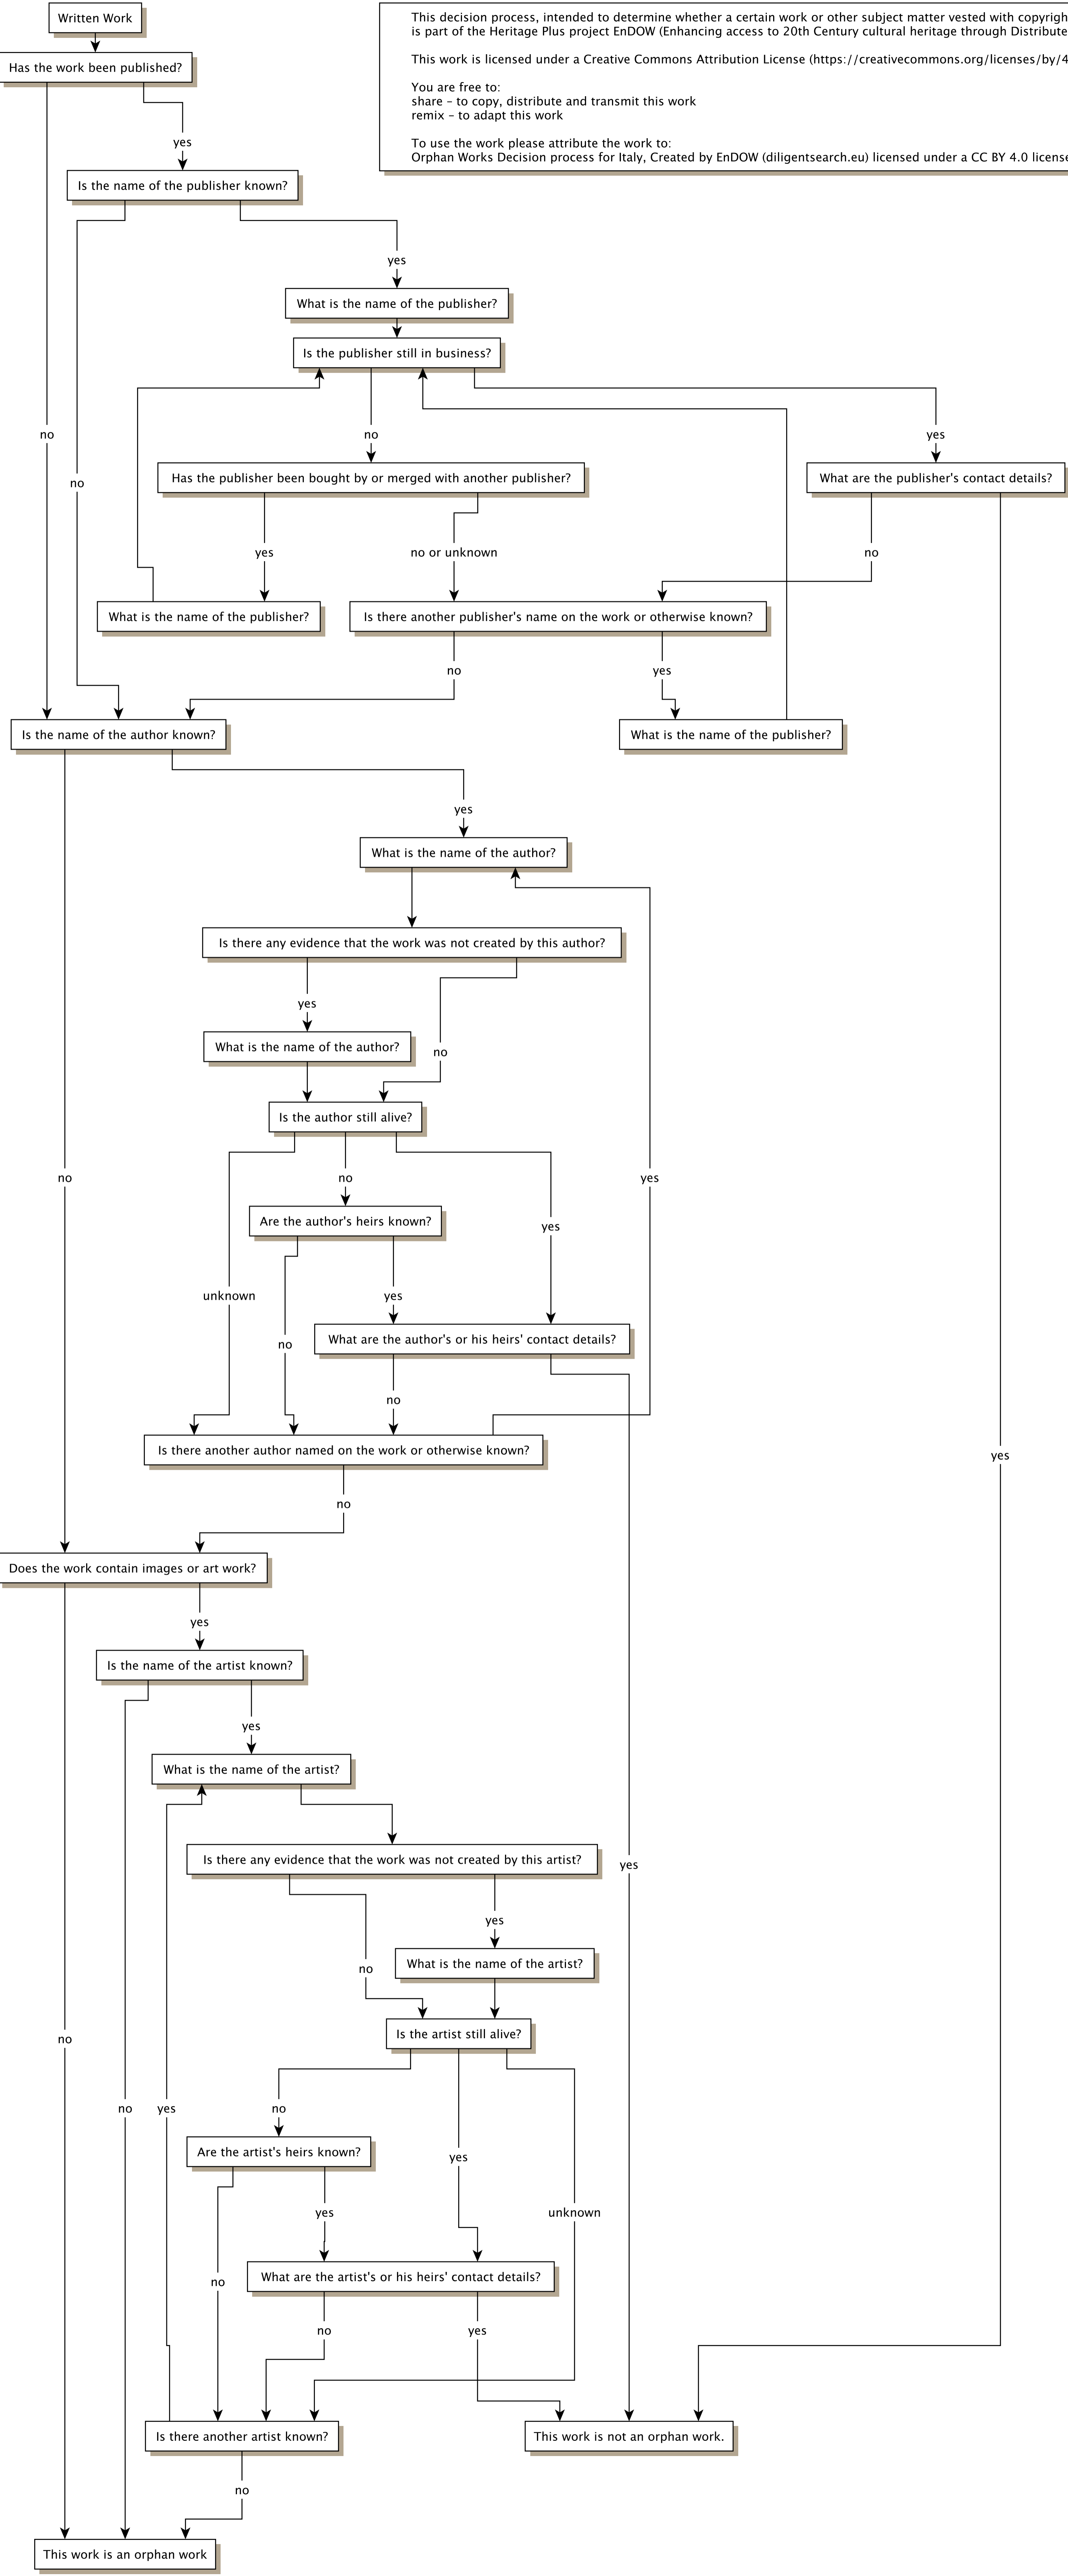 Written Work
This decision process, intended to determine whether a certain work or other subject matter vested with
is part of the Heritage Plus project EnDOW (Enhancing access to 20th Century cultural heritage through
This work is licensed under a Creative Commons Attribution License (https://creativecommons.org/licenses/by/4
You are free to:
share – to copy, distribute and transmit this work
remix – to adapt this work
To use the work please attribute the work to:
Orphan Works Decision process for Italy, Created by EnDOW (diligentsearch.eu) licensed under a CC BY 4.0 license
Has the work been published?
yes
Is the name of the publisher known?
yes
What is the name of the publisher?
Is the publisher still in business?
no
no
yes
no
Has the publisher been bought by or merged with another publisher?
What are the publisher's contact details?
yes
no or unknown
no
What is the name of the publisher?
Is there another publisher's name on the work or otherwise known?
no
yes
Is the name of the author known?
What is the name of the publisher?
yes
What is the name of the author?
Is there any evidence that the work was not created by this author?
yes
What is the name of the author?
no
Is the author still alive?
no
no
yes
Are the author's heirs known?
yes
unknown
yes
What are the author's or his heirs' contact details?
no
no
Is there another author named on the work or otherwise known?
yes
no
Does the work contain images or art work?
yes
Is the name of the artist known?
yes
What is the name of the artist?
Is there any evidence that the work was not created by this artist?
yes
yes
What is the name of the artist?
no
Is the artist still alive?
no
no
yes
no
Are the artist's heirs known?
yes
yes
unknown
What are the artist's or his heirs' contact details?
no
no
yes
Is there another artist known?
This work is not an orphan work.
no
This work is an orphan work